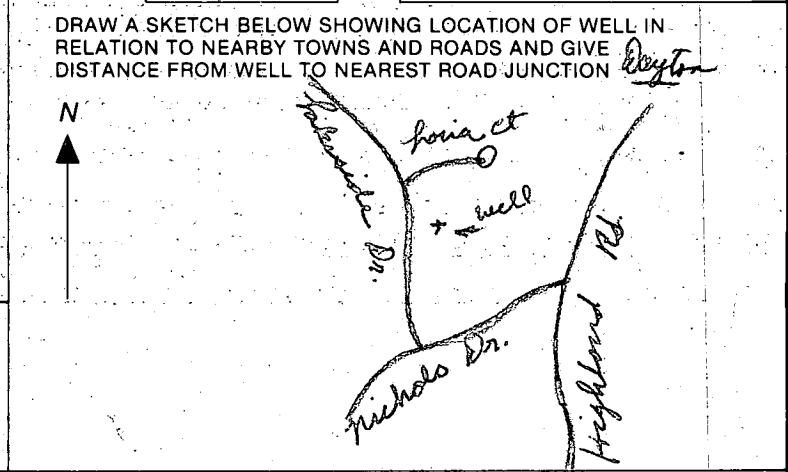 DRAW A SKETCH BELOW SHOWING LOCATION OF WELL IN
RELATION TO NEARBY TOWNS AND ROADS AND GIVE
DISTANCE FROM WELL TO NEAREST ROAD JUNCTION Dayton
N
Lakeside Dr.
ct
+ ← well
Highland Rd.
Nichols Dr.